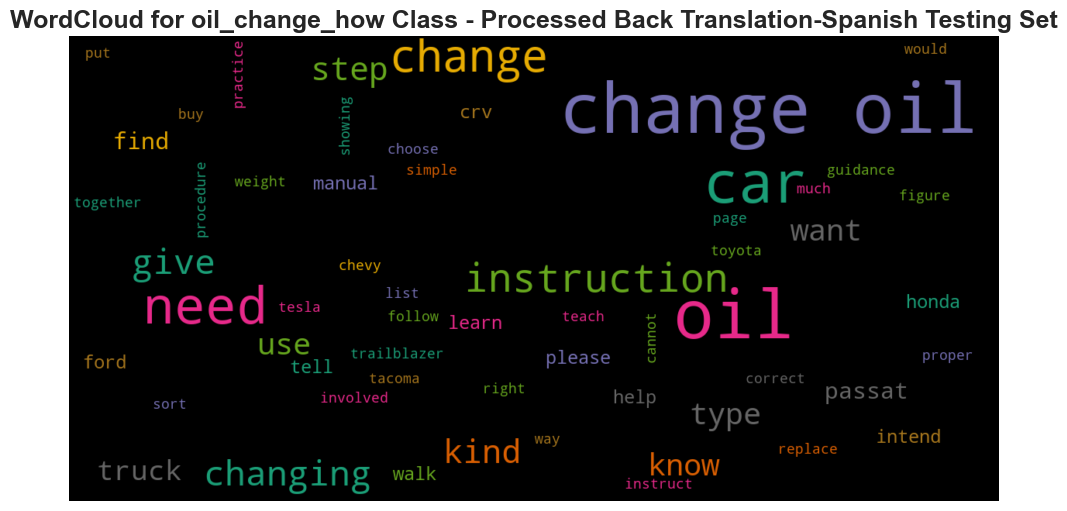 WordCloud for oil_change_how Class - Processed Back Translation-Spanish Testing Set
put
practice
step
change
would
buy
showing
crv
change oil
find
choose
simple
car
guidance
together
procedure
weight
manual
much
figure
page
want
give
chevy
instruction
toyota
need
tesla
list
follow
learn
teach
oil
honda
use
cannot
ford
tell
trailblazer
please
proper
tacoma
correct
sort
involved
right
help
passat
type
truck
changing
walk
kind
way
know
replace
intend
instruct